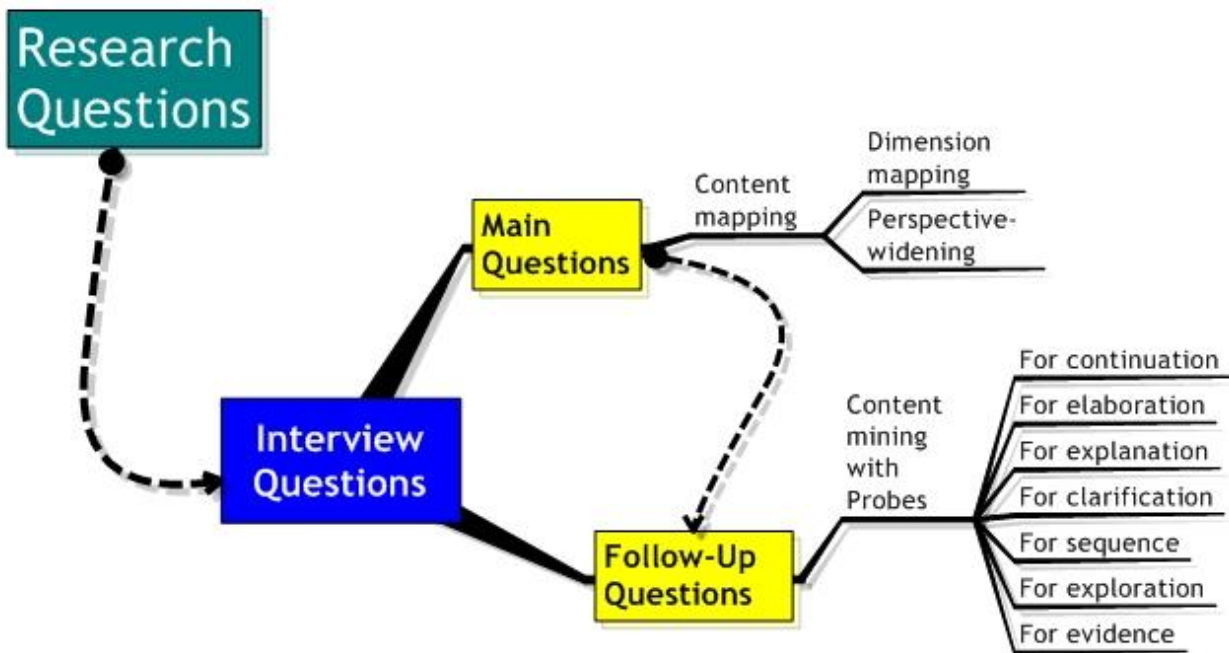 Research
Questions
Main
Questions
Content
mapping
Dimension
mapping
Perspective-
widening
Interview
Questions
Follow-Up
Questions
Content
mining
with
Probes
For continuation
For elaboration
For explanation
For clarification
For sequence
For exploration
For evidence